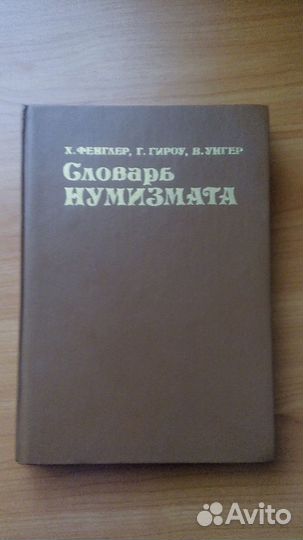 Х. ФЕНГЛЕР, Г. ГИРОУ, В. УНГЕР
Словарь
НУМИЗМАТА
Avito